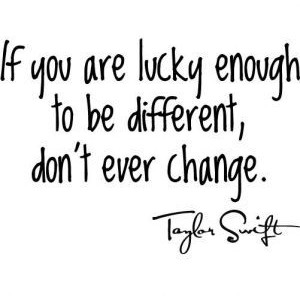 If you are lucky enough
to be different,
don't ever change.
Taylor Swift